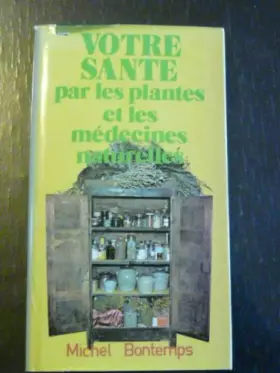 VOTRE
SANTE
par les plantes
et les
médecines
naturelles
Michel Bontemps